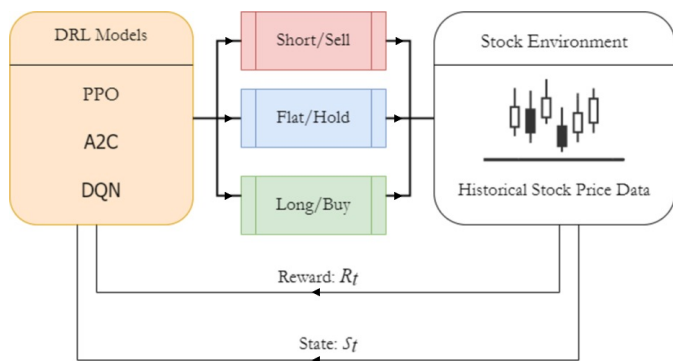 DRL Models
PPO
A2C
DQN
Short/Sell
Flat/Hold
Long/Buy
Stock Environment
Historical Stock Price Data
Reward: Rt
State: St